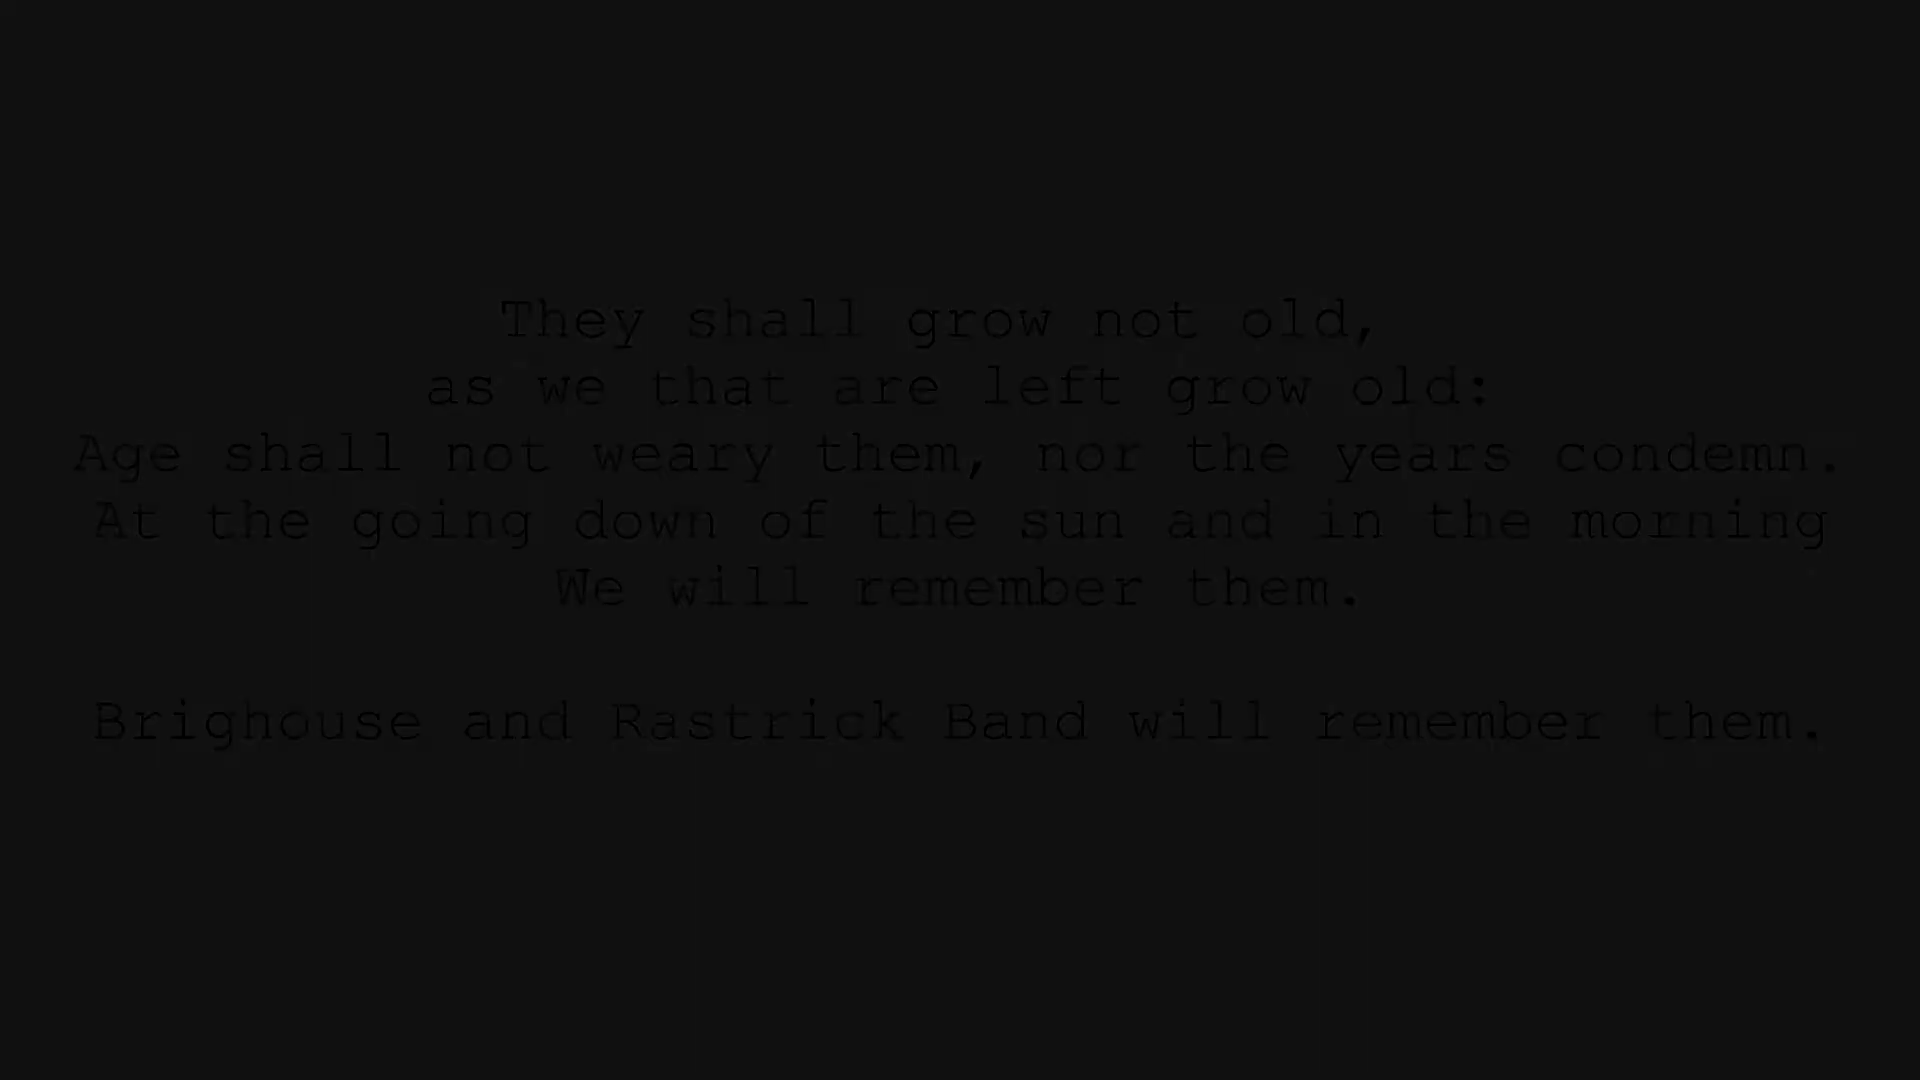 They shall grow not old,
as we that are left grow old:
Age shall not weary them, nor the years condemn.
At the going down of the sun and in the morning
We will remember them.
Brighouse and Rastrick Band will remember them.